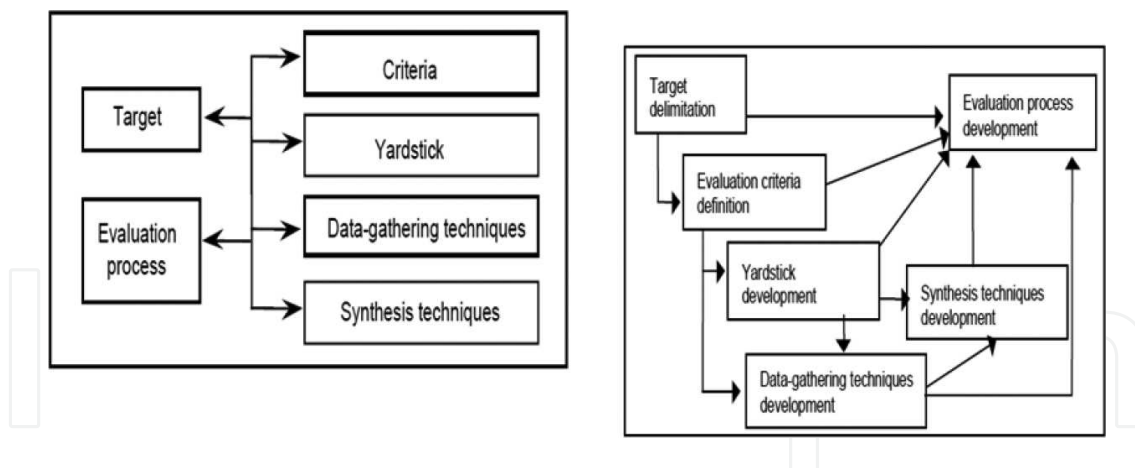 Criteria
Target
Yardstick
Data-gathering techniques
Evaluation
process
Synthesis techniques
Target
delimitation
Evaluation process
development
Evaluation criteria
definition
Yardstick
development
Synthesis techniques
development
Data-gathering techniques
development